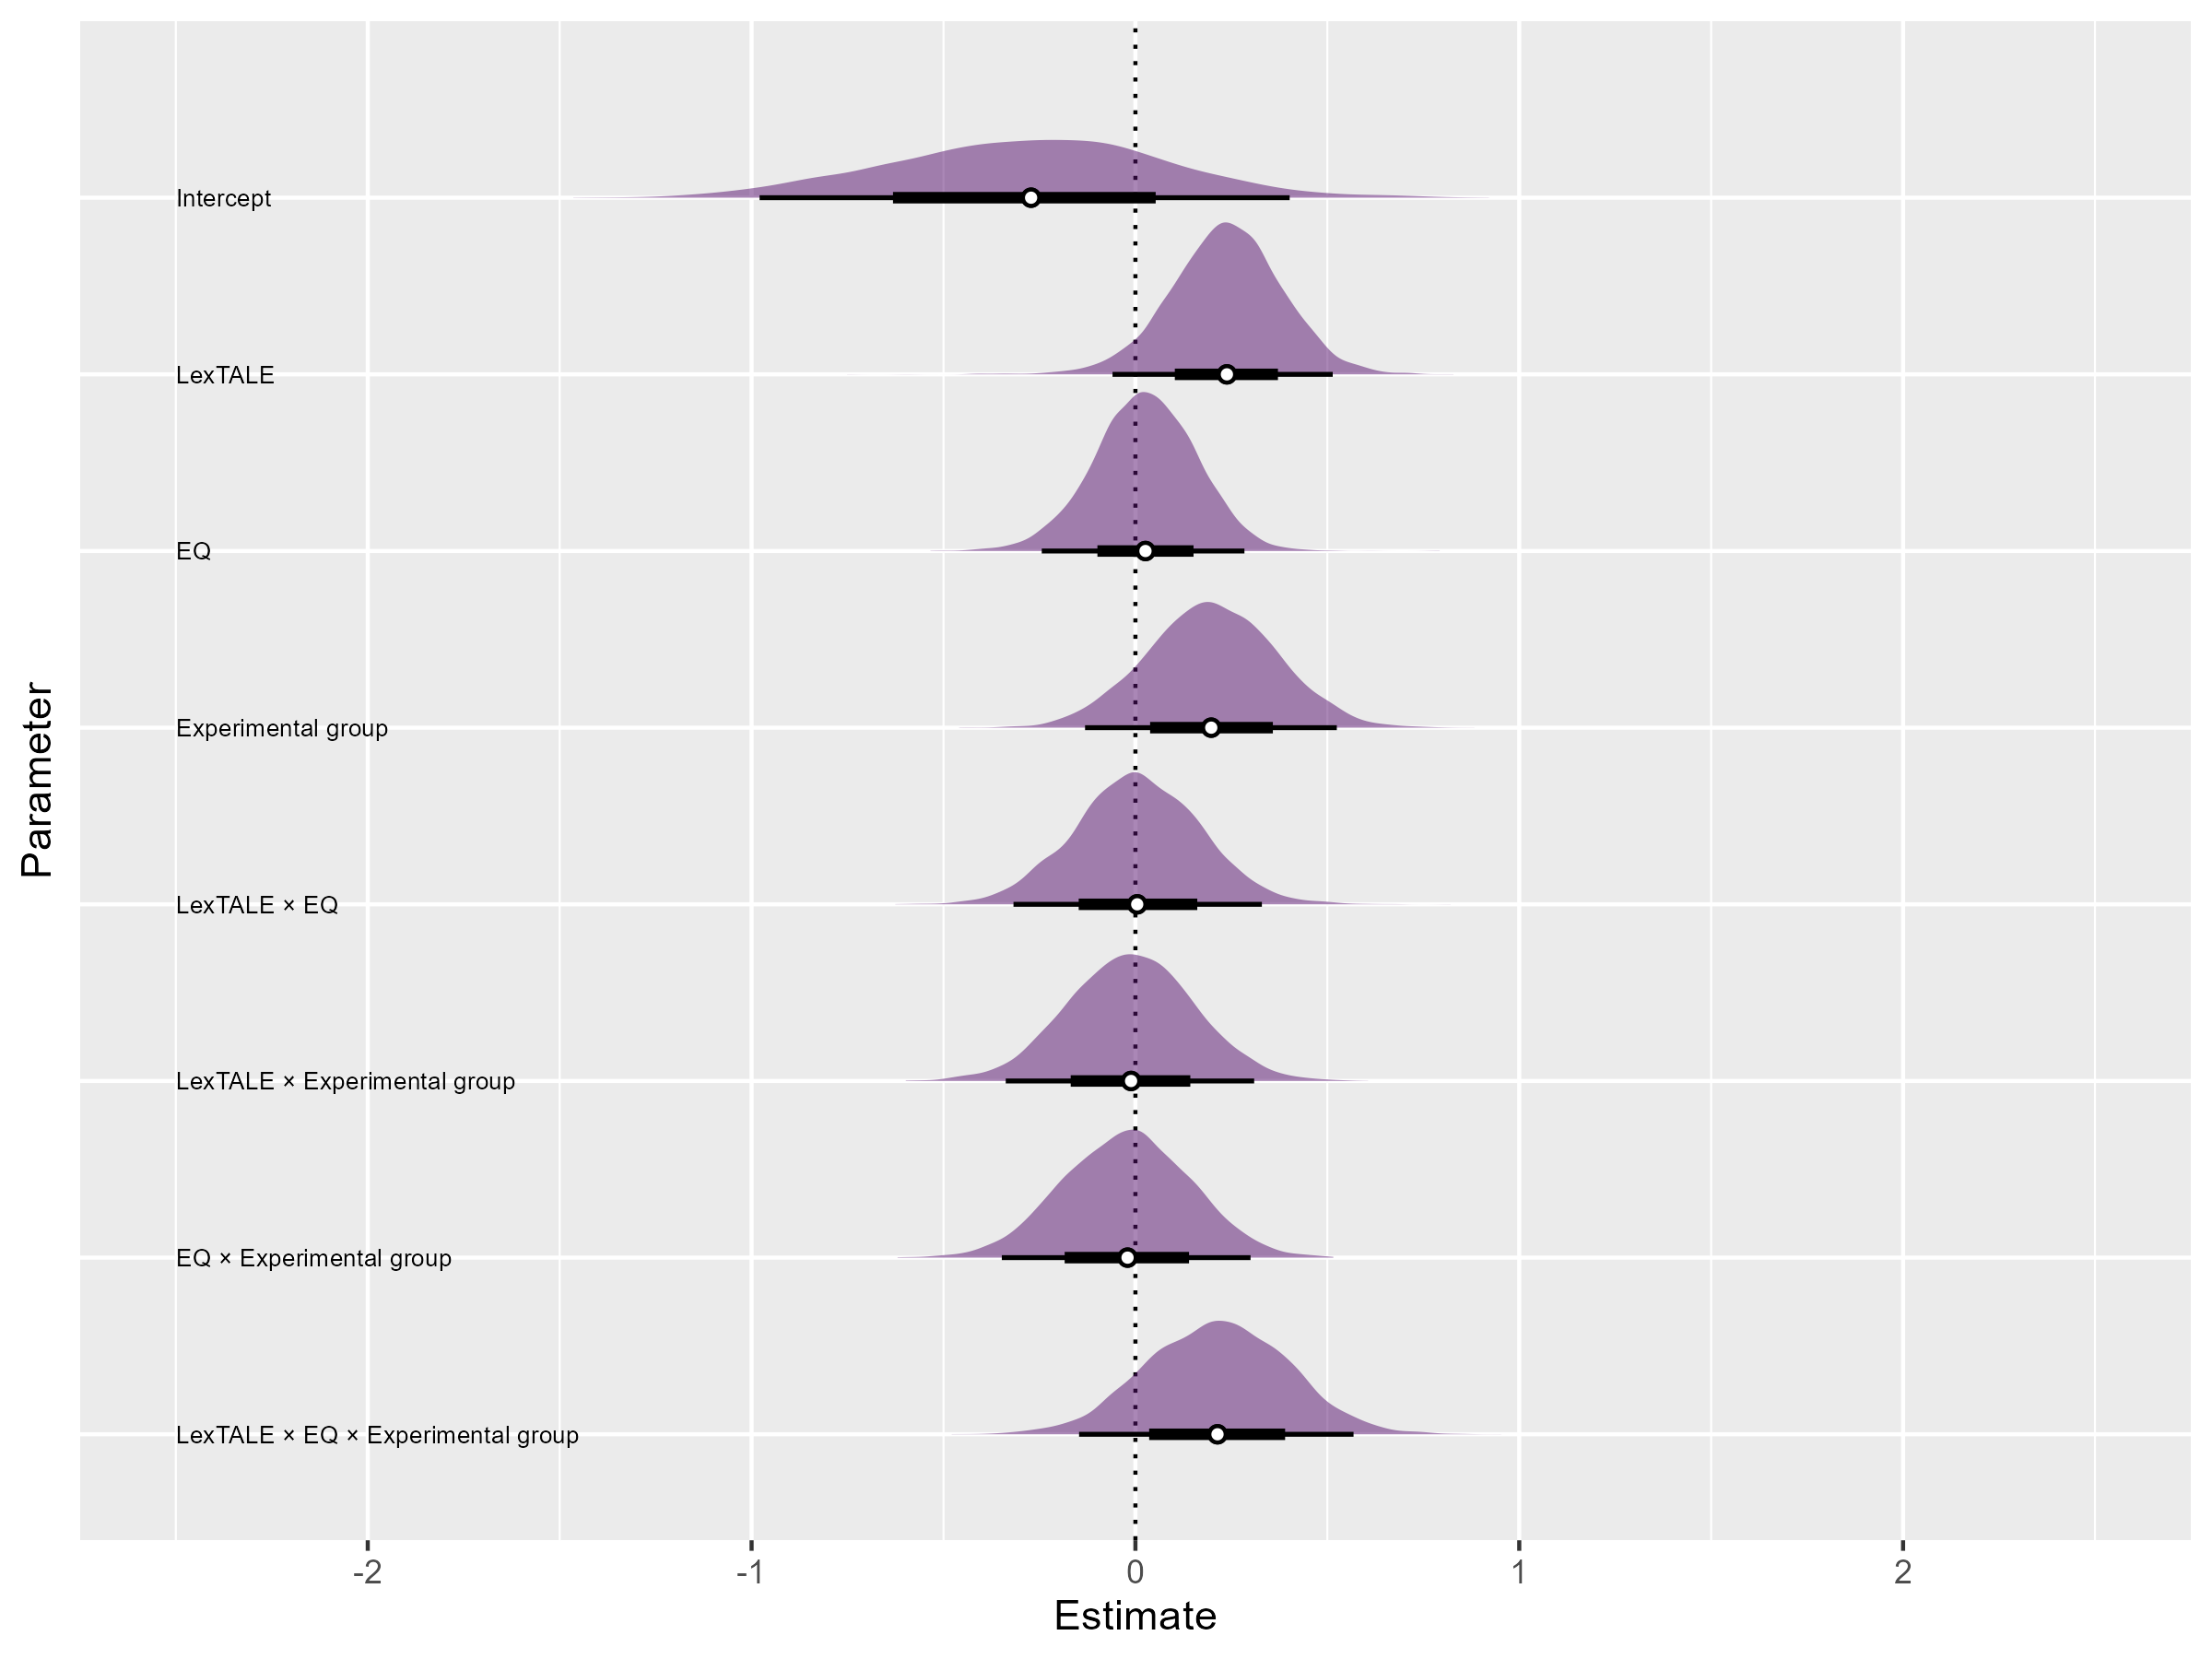 Intercept
LexTALE
EQ
Experimental group
LexTALE × EQ
LexTALE × Experimental group
EQ × Experimental group
LexTALE × EQ × Experimental group
Parameter
-2 -1 0 1 2
Estimate